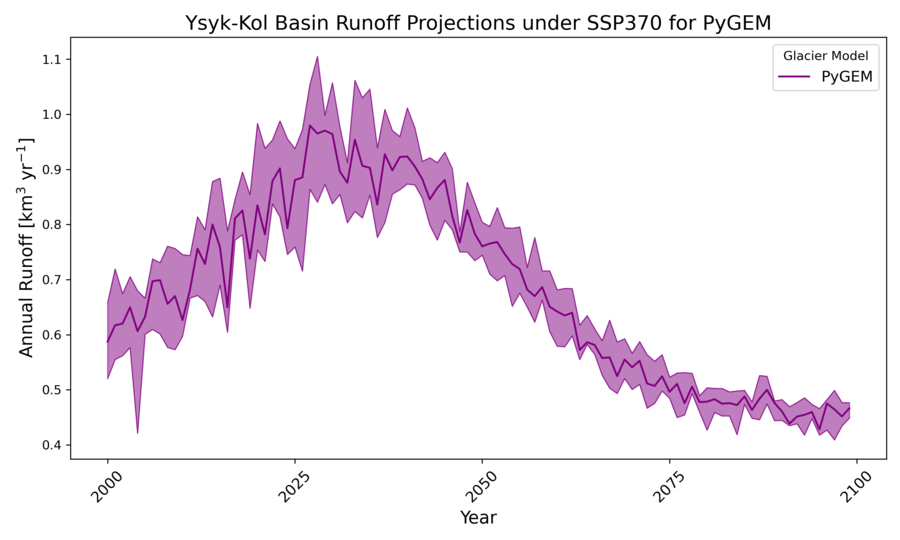 Ysyk-Kol Basin Runoff Projections under SSP370 for PyGEM
Glacier Model
PyGEM
Annual Runoff [km³ yr⁻¹]
1.1
1.0
0.9
0.8
0.7
0.6
0.5
0.4
2000
2025
2050
2075
2100
Year